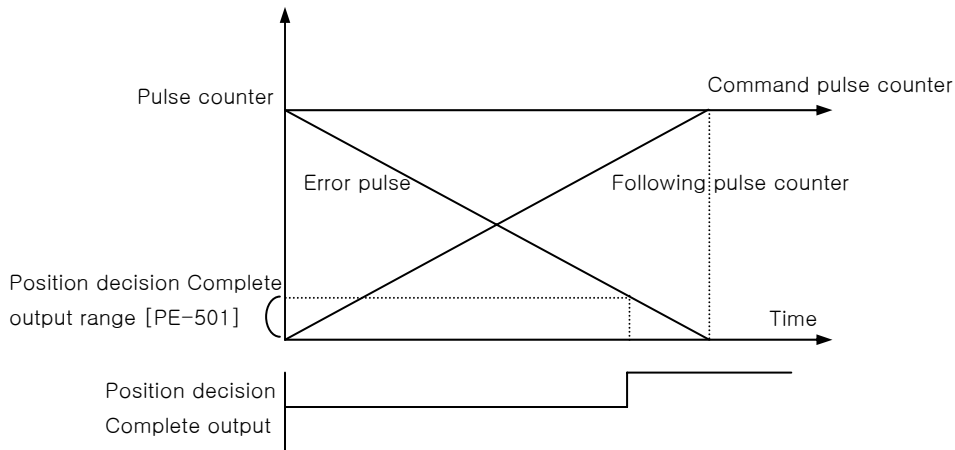 Pulse counter
Command pulse counter
Error pulse
Following pulse counter
Position decision Complete
output range [PE-501]
Time
Position decision
Complete output